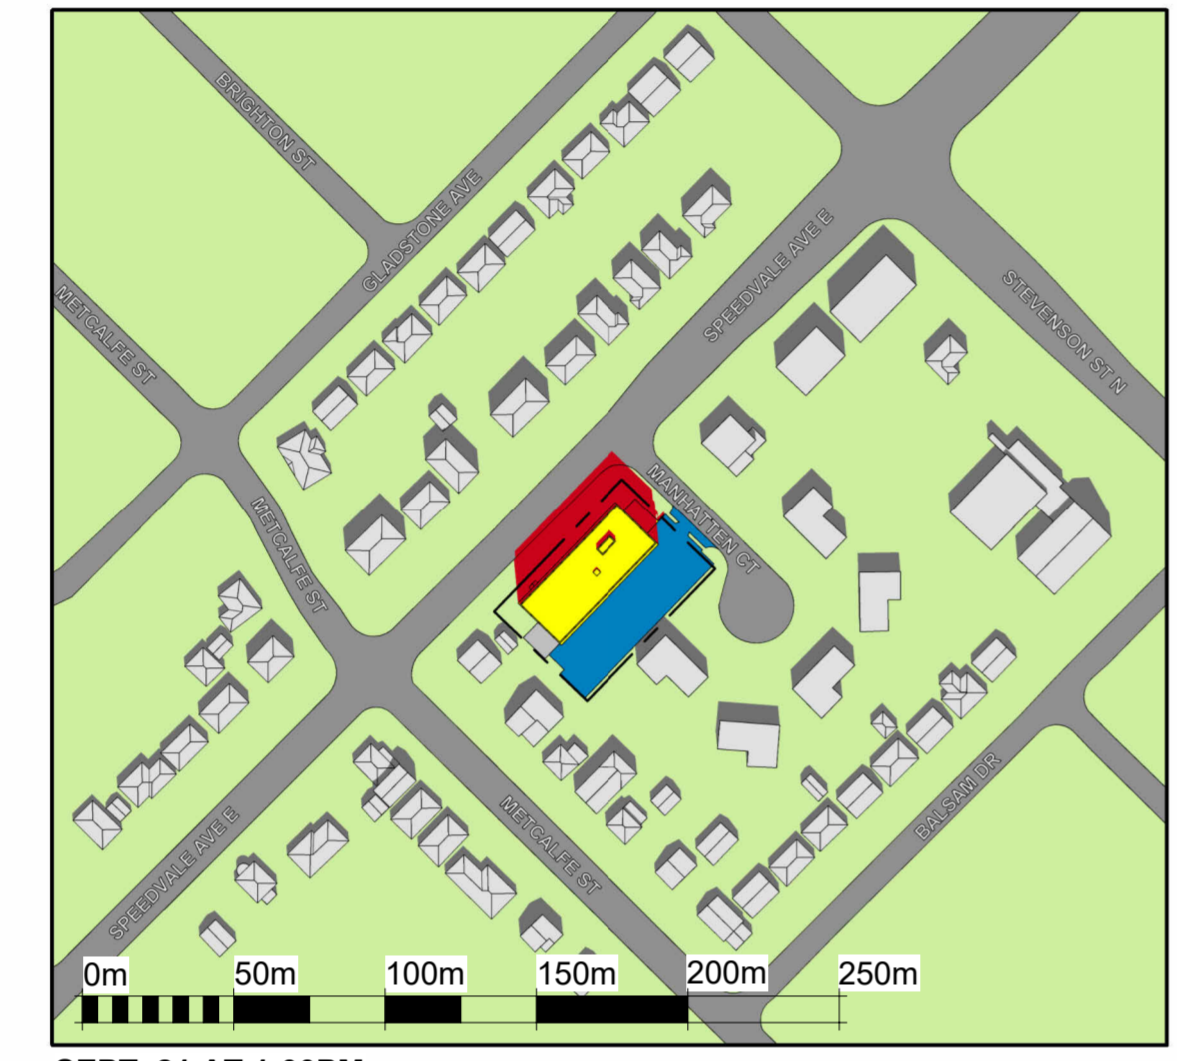 BRIGHTON ST
GLADSTONE AVE
METCALFE ST
SPEEDVALE AVE E
STEVENSON ST N
MANHATTEN CT
METCALFE ST
METCALFE ST
BALSAM DR
SPEEDVALE AVE E
0m 50m 100m 150m 200m 250m